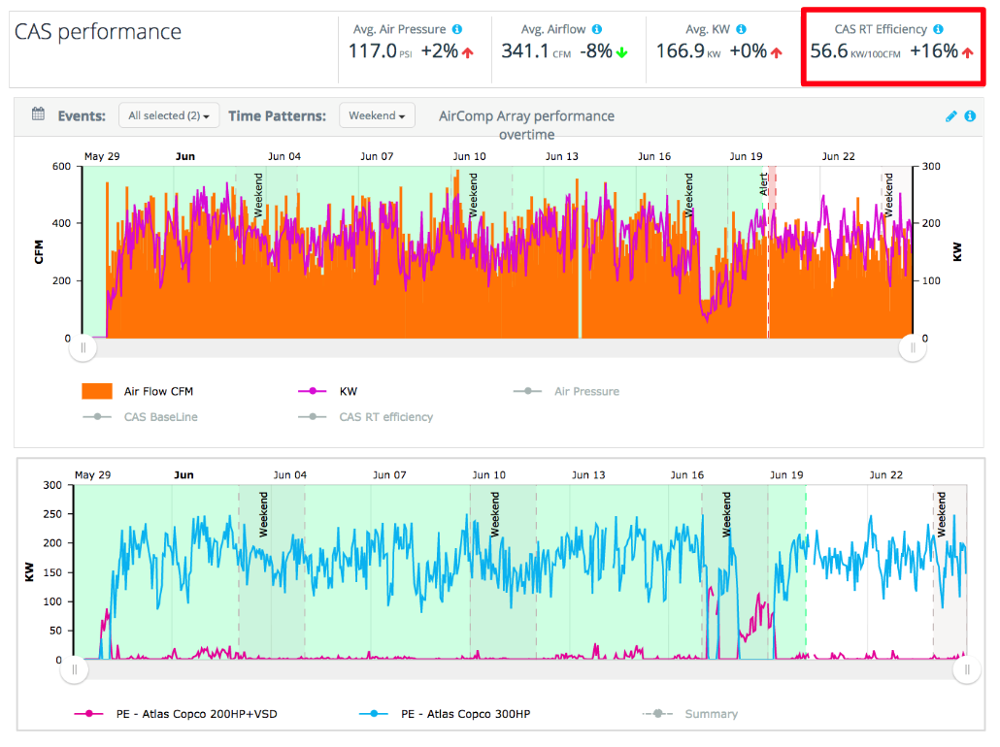 CAS performance
Avg. Air Pressure i
117.0 PSI +2%
Avg. Airflow i
341.1 CFM -8%
Avg. KW i
166.9 KW +0%
CAS RT Efficiency i
56.6 KW/100CFM +16%
Events: All selected (2) Time Patterns: Weekend
AirComp Array performance
overtime
May 29 Jun Jun 04 Jun 07 Jun 10 Jun 13 Jun 16 Jun 19 Jun 22
600 300
400 200
200 100
0 0
CFM
KW
Weekend Weekend Weekend Alert Weekend
Air Flow CFM KW Air Pressure
CAS BaseLine CAS RT efficiency
May 29 Jun Jun 04 Jun 07 Jun 10 Jun 13 Jun 16 Jun 19 Jun 22
300
250
200
150
100
50
0
KW
Weekend Weekend Weekend Weekend
PE - Atlas Copco 200HP+VSD PE - Atlas Copco 300HP Summary